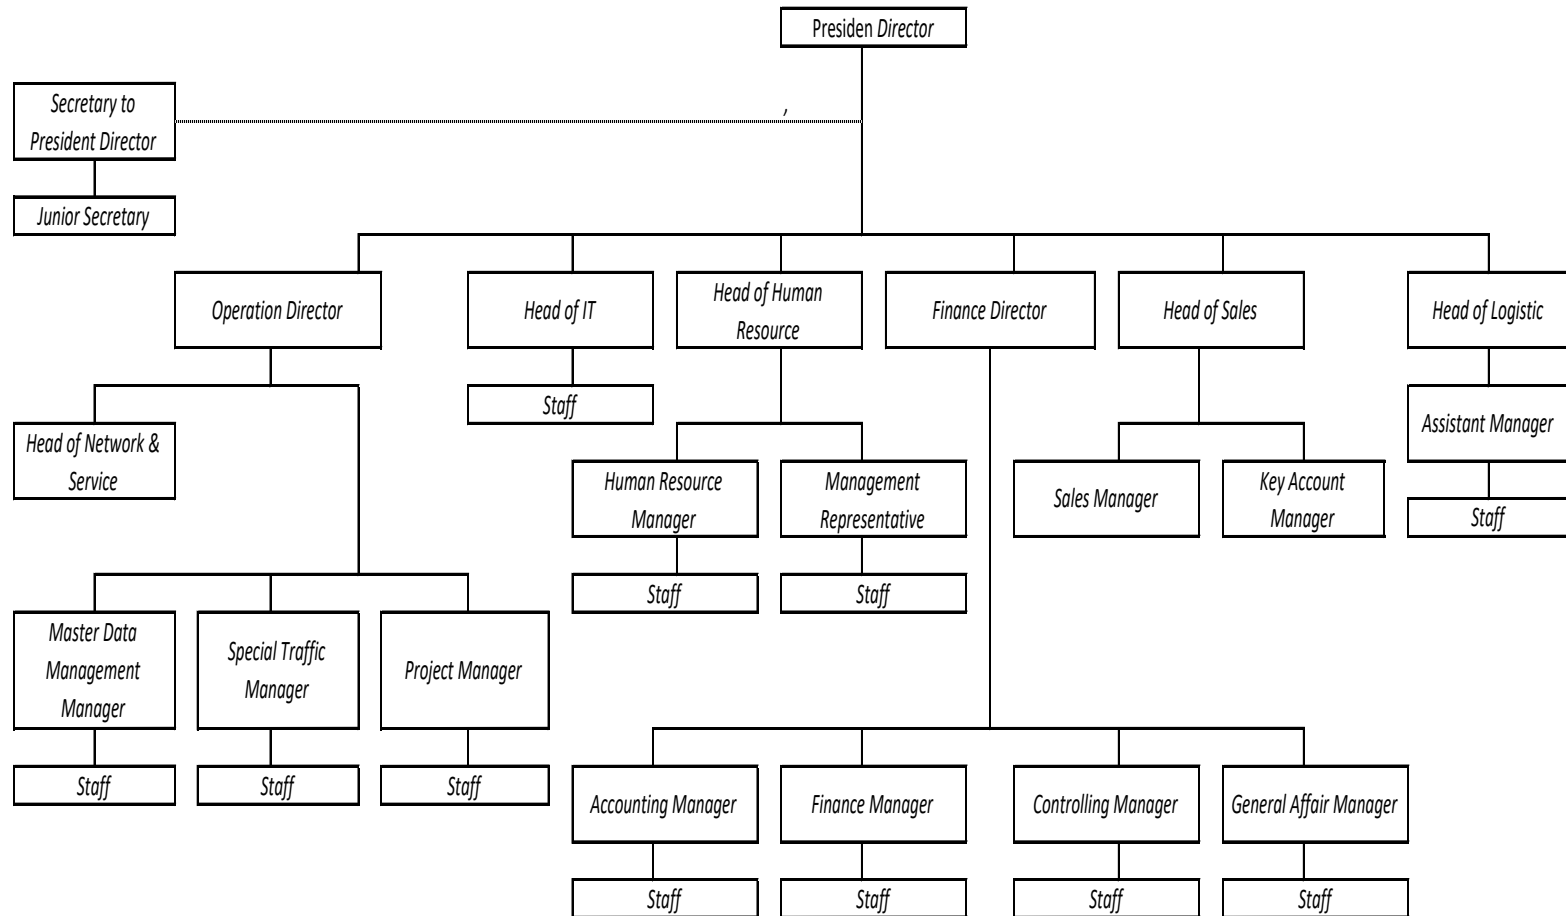 Presiden Director
Secretary to
President Director
,
Junior Secretary
Operation Director
Head of IT
Head of Human
Resource
Finance Director
Head of Sales
Head of Logistic
Staff
Assistant Manager
Head of Network &
Service
Human Resource
Manager
Management
Representative
Sales Manager
Key Account
Manager
Staff
Staff
Staff
Master Data
Management
Manager
Special Traffic
Manager
Project Manager
Staff
Staff
Staff
Accounting Manager
Finance Manager
Controlling Manager
General Affair Manager
Staff
Staff
Staff
Staff